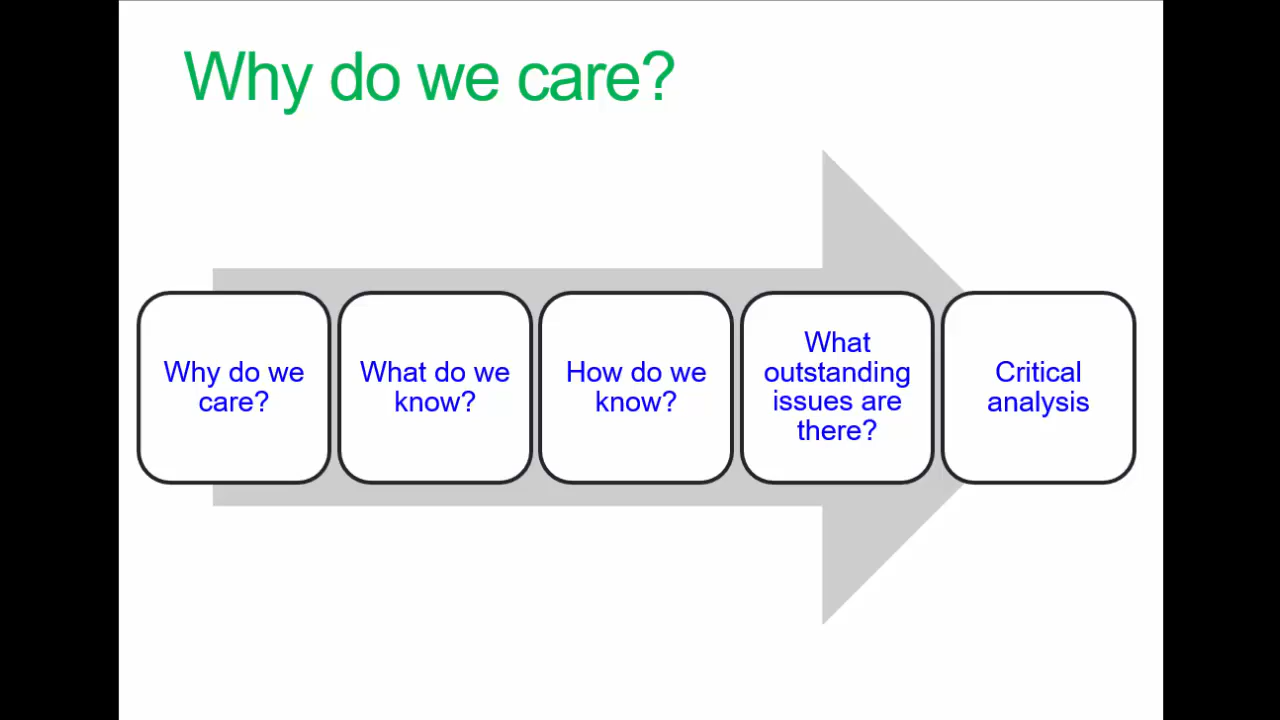 Why do we care?
Why do we
care?
What do we
know?
How do we
know?
What
outstanding
issues are
there?
Critical
analysis